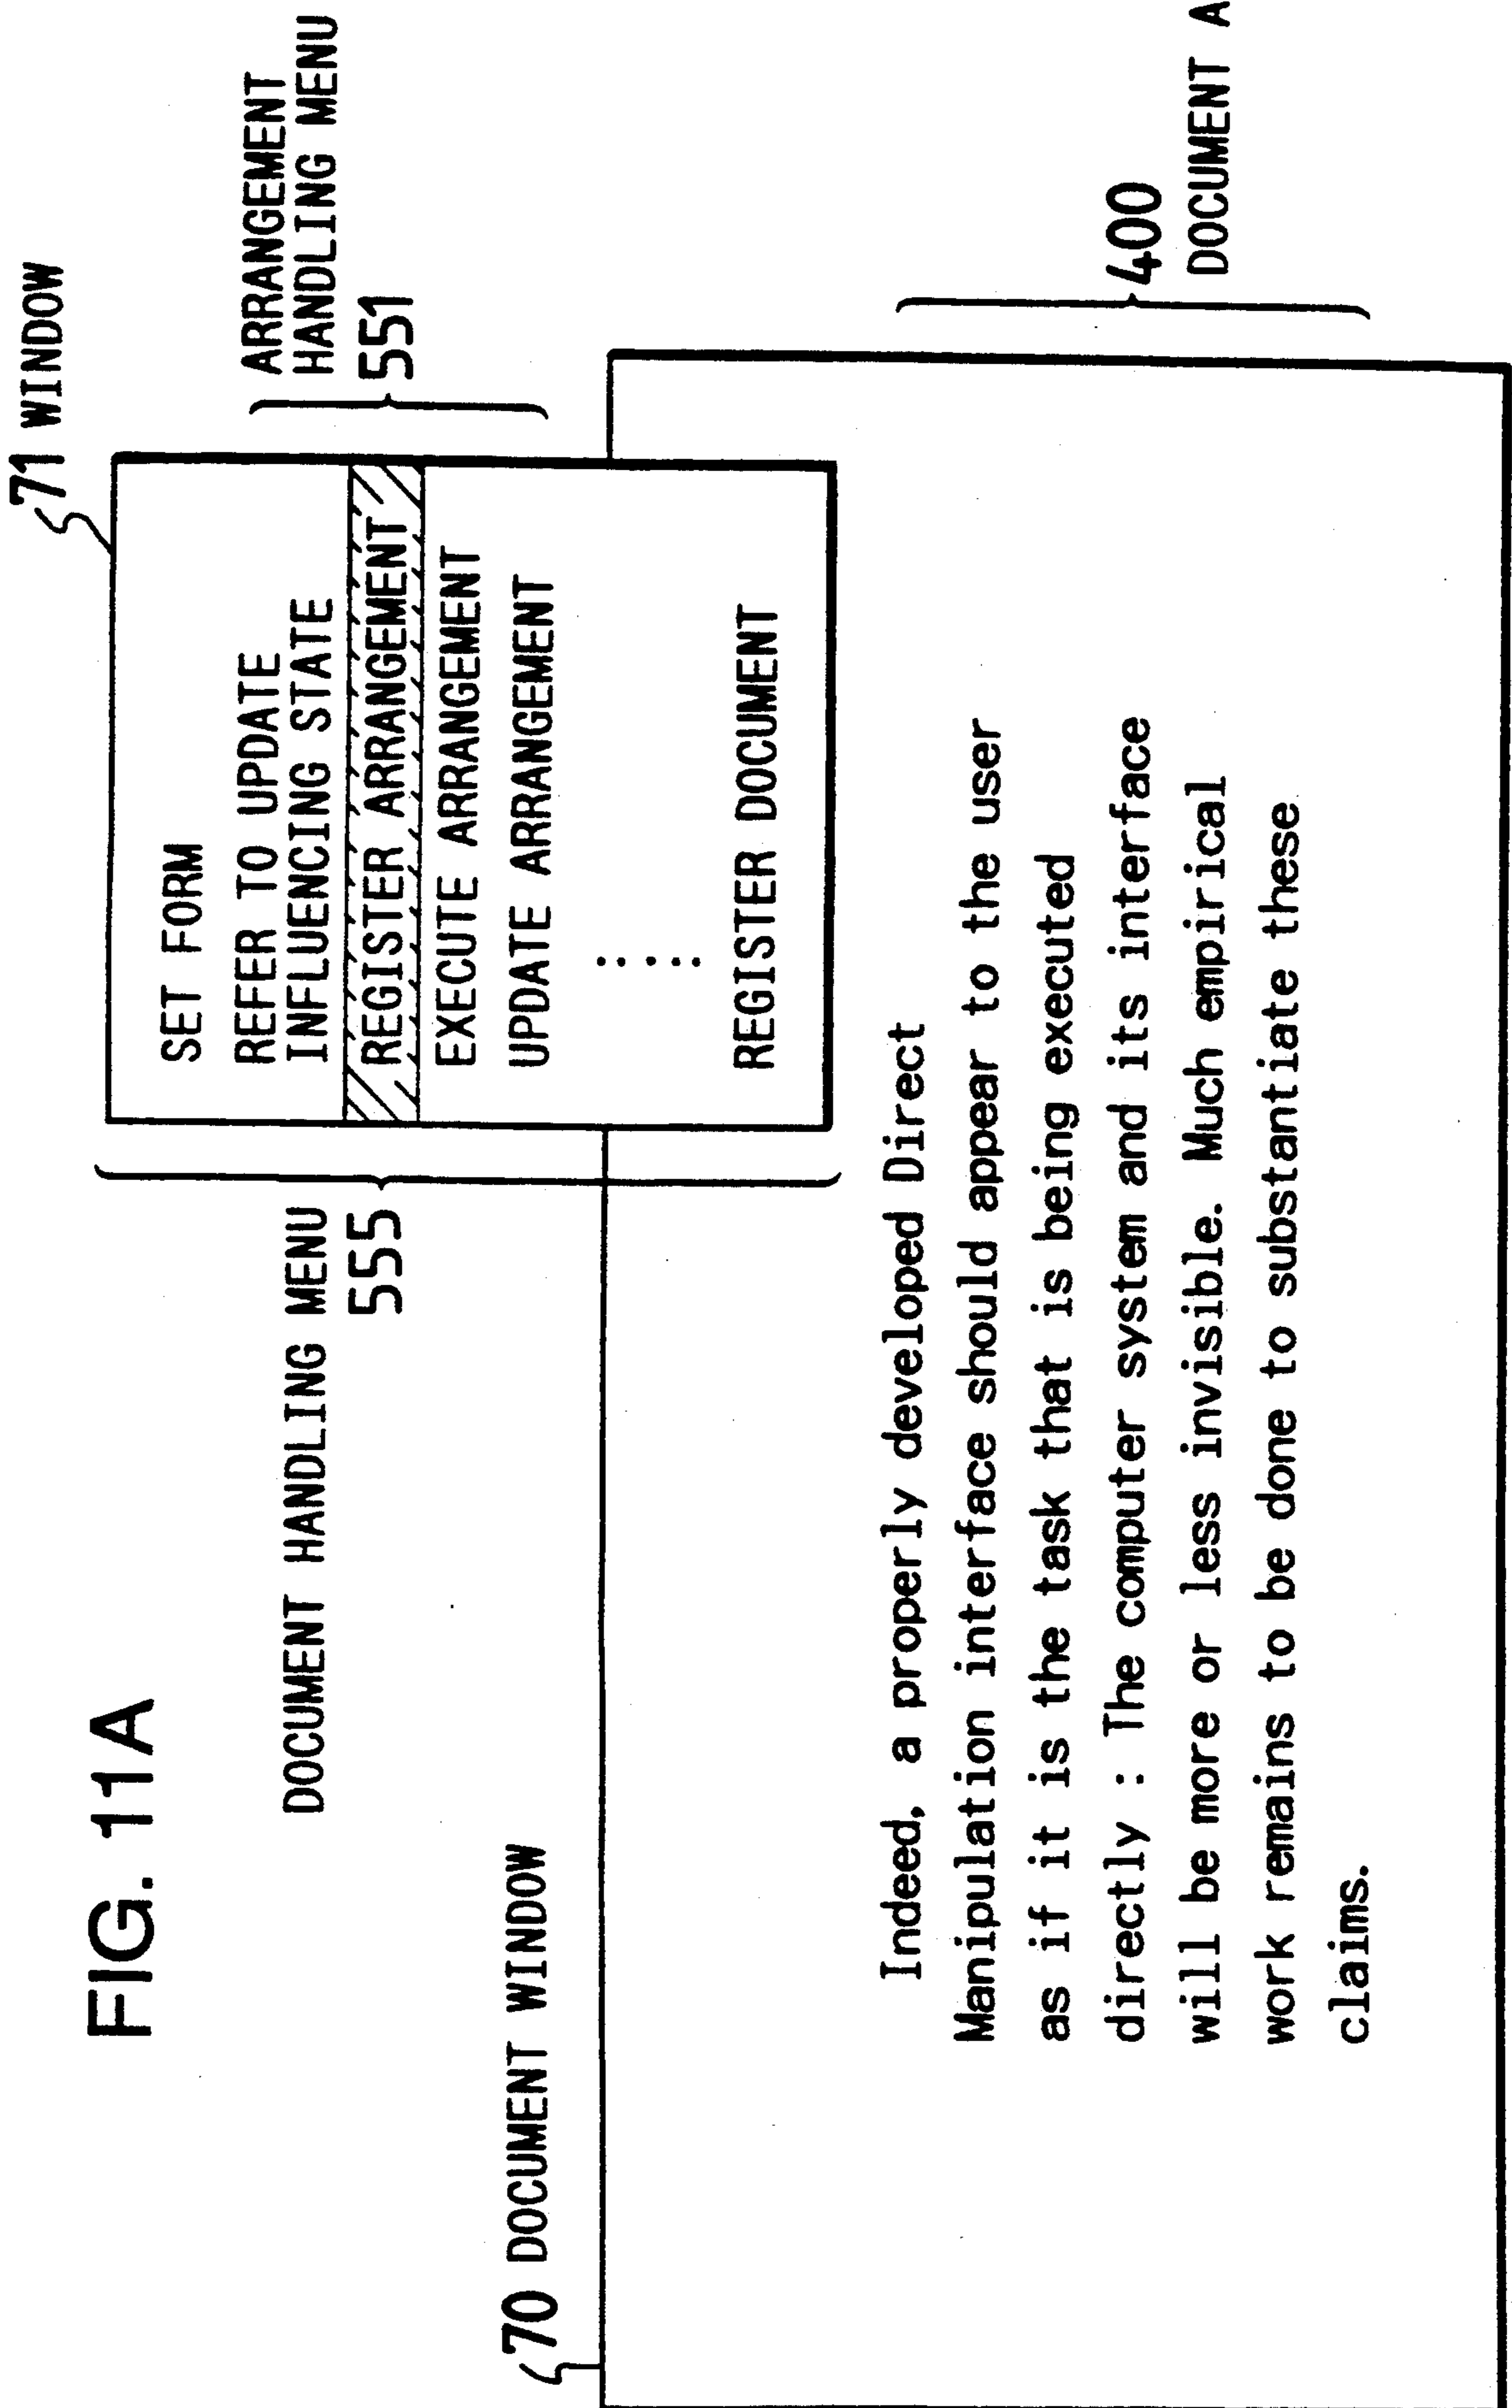 FIG. 11A
71 WINDOW
DOCUMENT HANDLING MENU
555
ARRANGEMENT
HANDLING MENU
551
SET FORM
REFER TO UPDATE
INFLUENCING STATE
REGISTER ARRANGEMENT
EXECUTE ARRANGEMENT
UPDATE ARRANGEMENT
.....
REGISTER DOCUMENT
70 DOCUMENT WINDOW
Indeed, a properly developed Direct
Manipulation interface should appear to the user
as if it is the task that is being executed
directly : The computer system and its interface
will be more or less invisible. Much empirical
work remains to be done to substantiate these
claims.
400
DOCUMENT A